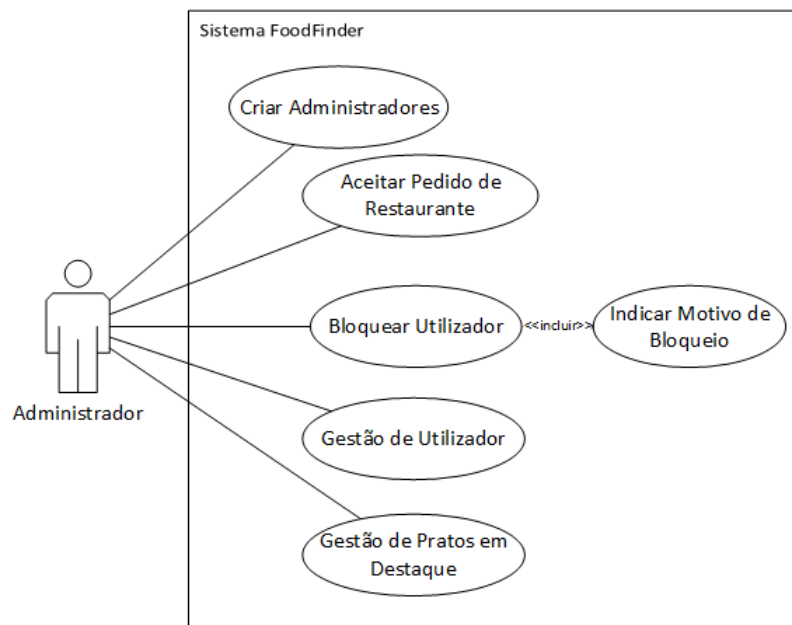 Sistema FoodFinder
Criar Administradores
Aceitar Pedido de
Restaurante
Bloquear Utilizador
<<incluir>>
Indicar Motivo de
Bloqueio
Administrador
Gestão de Utilizador
Gestão de Pratos em
Destaque